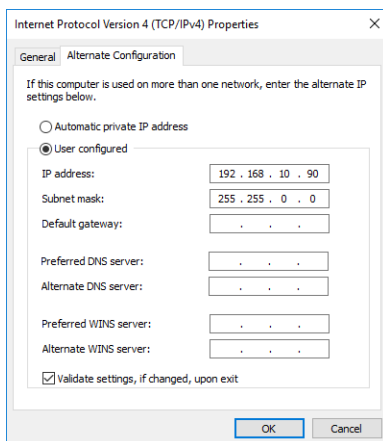 Internet Protocol Version 4 (TCP/IPv4) Properties
General Alternate Configuration
If this computer is used on more than one network, enter the alternate IP
settings below.
Automatic private IP address
User configured
IP address: 192 . 168 . 10 . 90
Subnet mask: 255 . 255 . 0 . 0
Default gateway: . . .
Preferred DNS server: . . .
Alternate DNS server: . . .
Preferred WINS server: . . .
Alternate WINS server: . . .
Validate settings, if changed, upon exit
OK Cancel